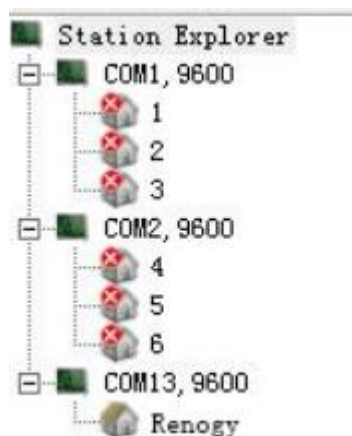 Station Explorer
COM1, 9600
1
2
3
COM2, 9600
4
5
6
COM13, 9600
Renogy